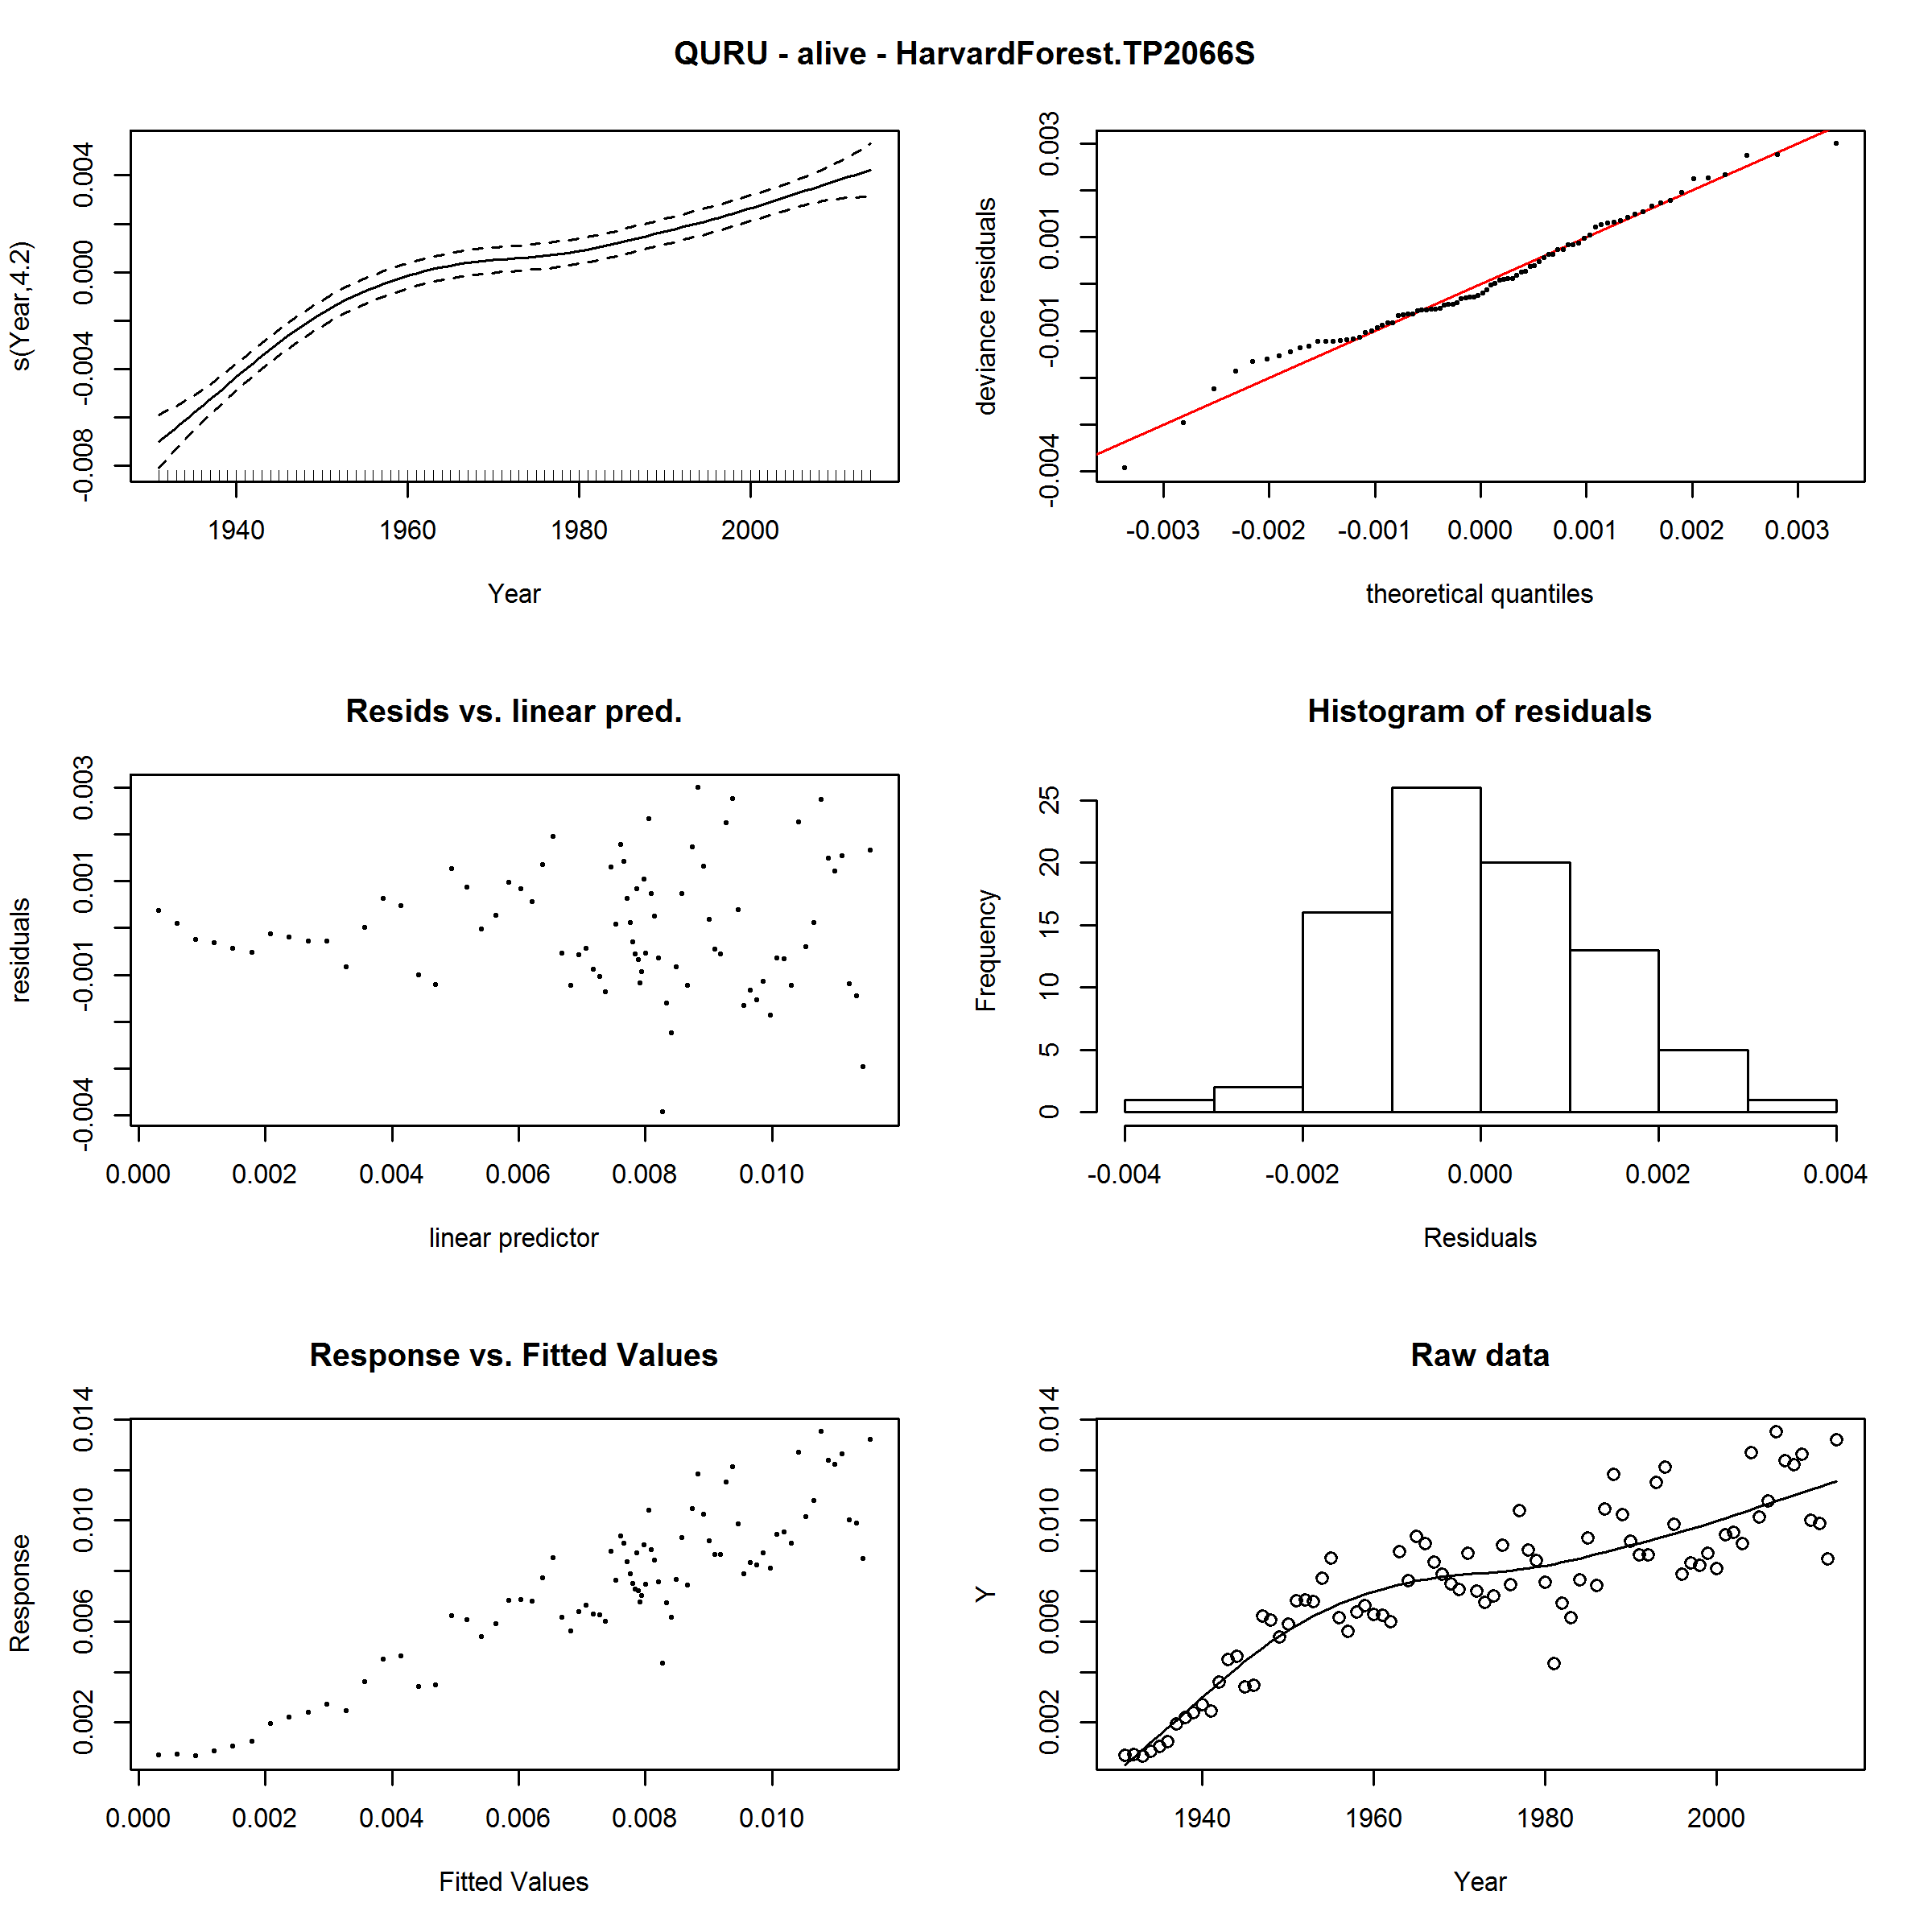 QURU - alive - HarvardForest.TP2066S
s(Year,4.2)
-0.008 -0.004 0.000 0.004
1940 1960 1980 2000
Year
deviance residuals
-0.004 -0.001 0.001 0.003
-0.003 -0.002 -0.001 0.000 0.001 0.002 0.003
theoretical quantiles
Resids vs. linear pred.
residuals
-0.004 -0.001 0.001 0.003
0.000 0.002 0.004 0.006 0.008 0.010
linear predictor
Histogram of residuals
Frequency
0 5 10 15 20 25
-0.004 -0.002 0.000 0.002 0.004
Residuals
Response vs. Fitted Values
Response
0.002 0.006 0.010 0.014
0.000 0.002 0.004 0.006 0.008 0.010
Fitted Values
Raw data
Y
0.002 0.006 0.010 0.014
1940 1960 1980 2000
Year